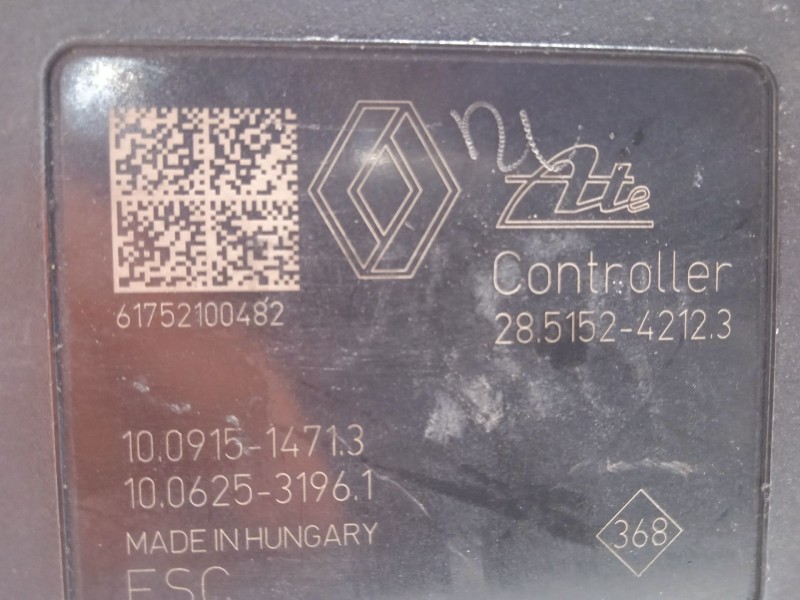 Ate
Controller
61752100482
28.5152-4212.3
10.0915-1471.3
10.0625-3196.1
MADE IN HUNGARY
368
ESC